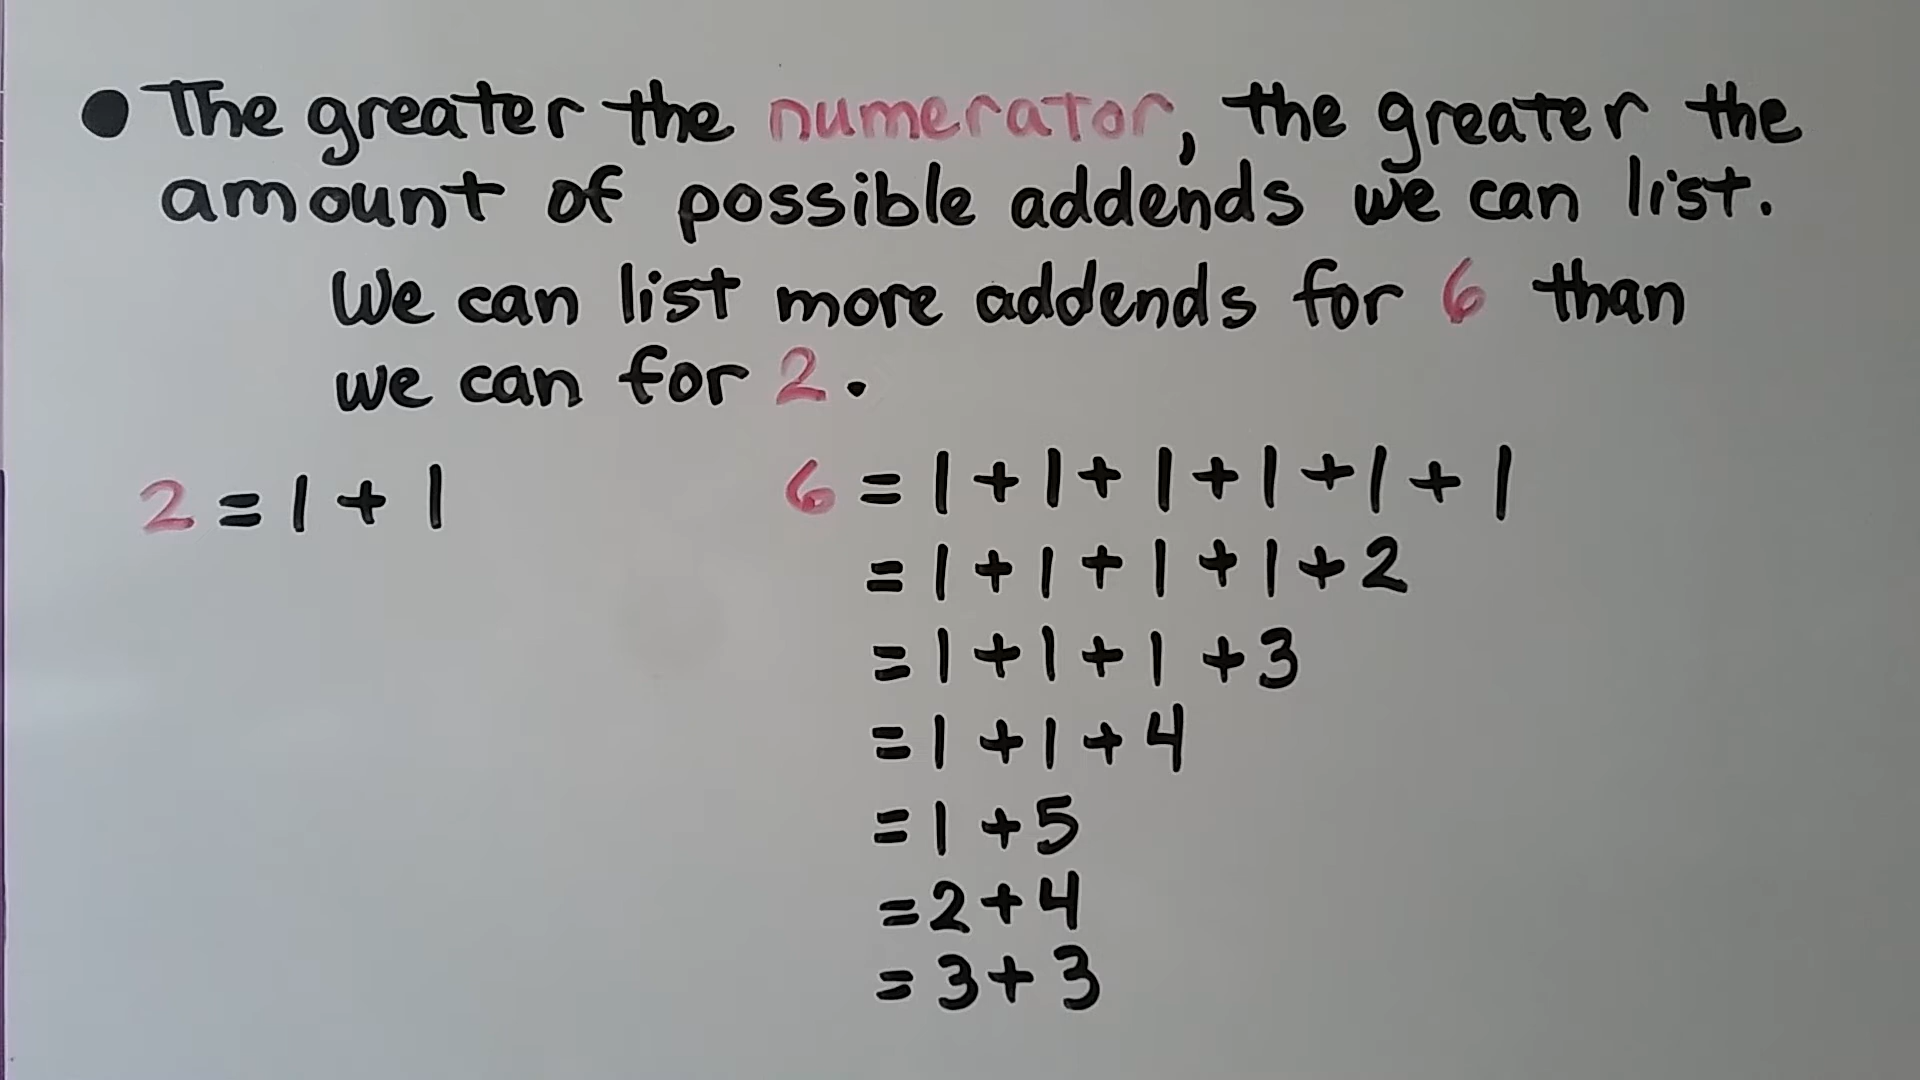 • The greater the numerator, the greater the
amount of possible addends we can list.
We can list more addends for 6 than
we can for 2.
2 = 1 + 1
6 = 1 + 1 + 1 + 1 + 1 + 1
= 1 + 1 + 1 + 1 + 2
= 1 + 1 + 1 + 3
= 1 + 1 + 4
= 1 + 5
= 2 + 4
= 3 + 3